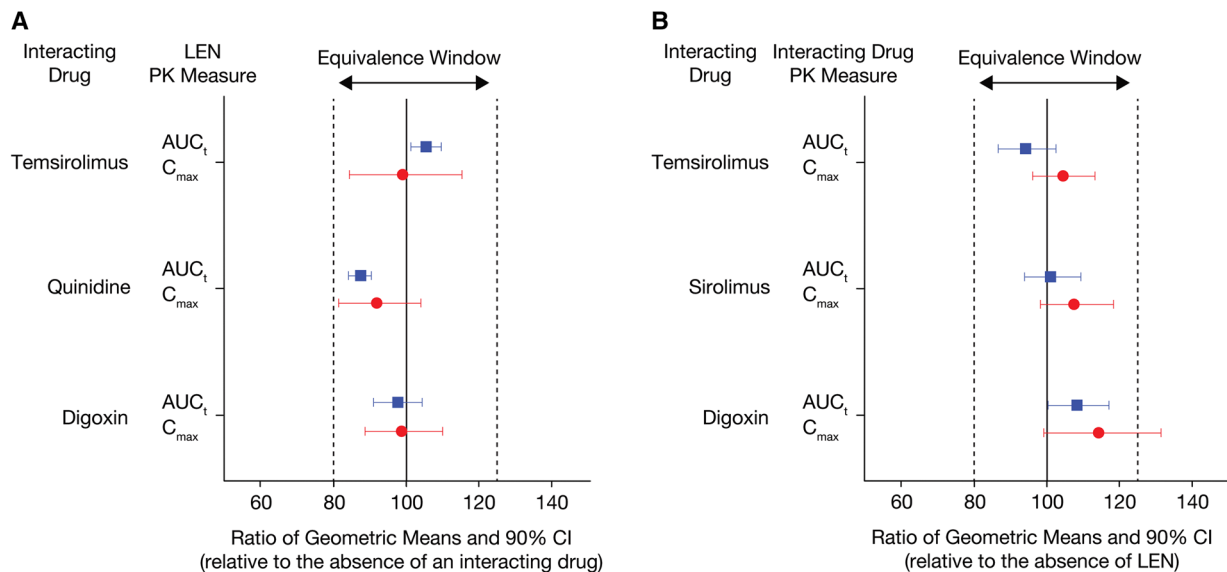 A
Interacting
Drug
LEN
PK Measure
Equivalence Window
Temsirolimus
AUCt
Cmax
Quinidine
AUCt
Cmax
Digoxin
AUCt
Cmax
60 80 100 120 140
Ratio of Geometric Means and 90% CI
(relative to the absence of an interacting drug)
B
Interacting
Drug
Interacting Drug
PK Measure
Equivalence Window
Temsirolimus
AUCt
Cmax
Sirolimus
AUCt
Cmax
Digoxin
AUCt
Cmax
60 80 100 120 140
Ratio of Geometric Means and 90% CI
(relative to the absence of LEN)